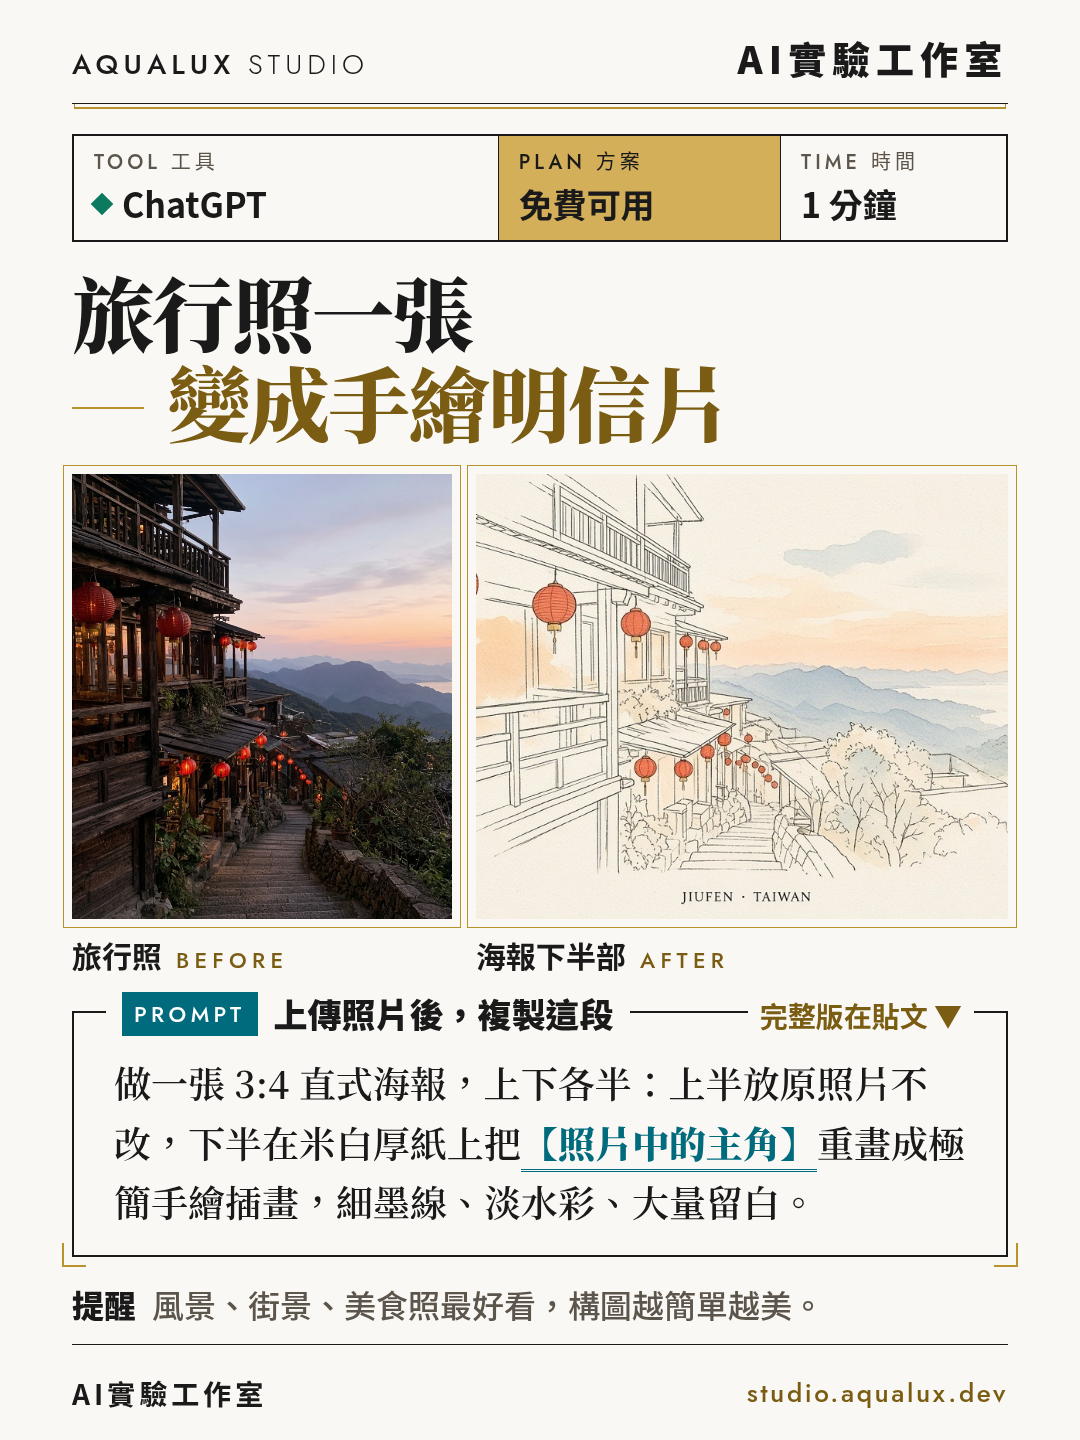 AQUALUX STUDIO
AI實驗工作室
TOOL 工具
ChatGPT
PLAN 方案
免費可用
TIME 時間
1 分鐘
旅行照一張
變成手繪明信片
JIUFEN · TAIWAN
旅行照 BEFORE
海報下半部 AFTER
PROMPT 上傳照片後，複製這段
完整版在貼文▼
做一張 3:4 直式海報，上下各半：上半放原照片不
改，下半在米白厚紙上把【照片中的主角】重畫成極
簡手繪插畫，細墨線、淡水彩、大量留白。
提醒 風景、街景、美食照最好看，構圖越簡單越美。
AI實驗工作室
studio.aqualux.dev